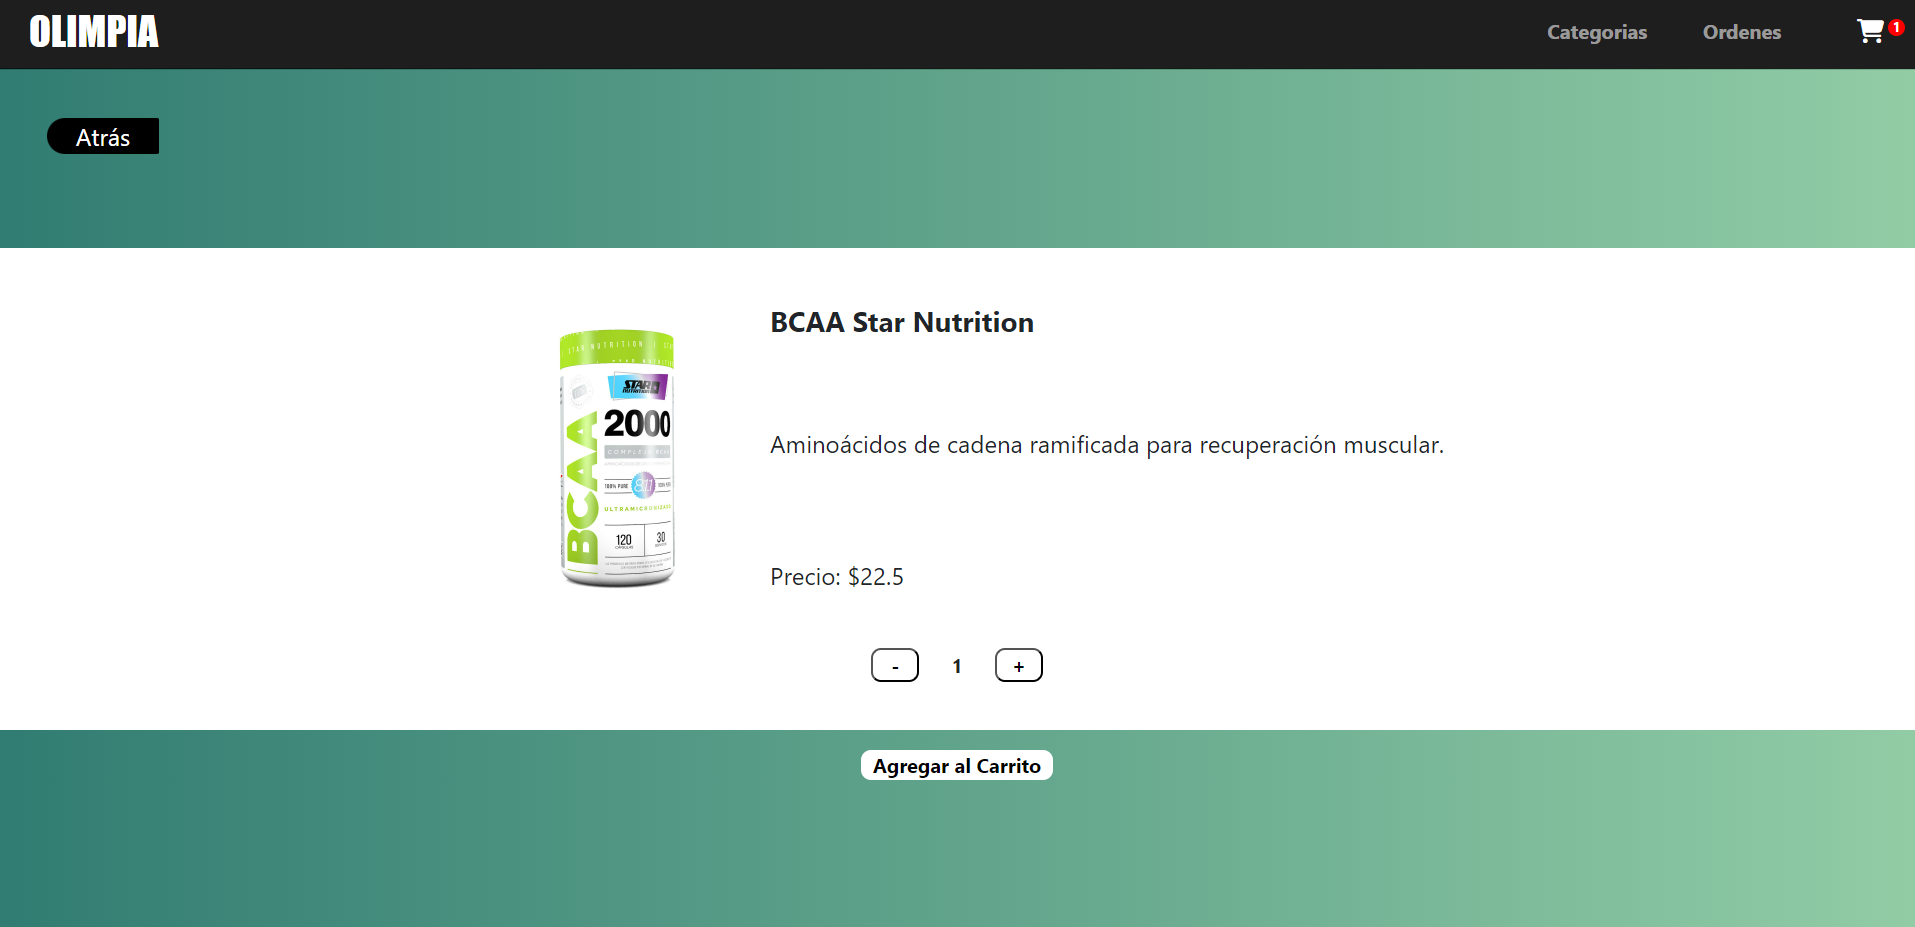 OLIMPIA
Categorias
Ordenes
1
Atrás
BCAA Star Nutrition
STAR NUTRITION
STAR
NUTRITION
2000
COMPLEJO BCAA
BCAA
100% PURE
811
ULTRAMICRONIZADO
120
30
Aminoácidos de cadena ramificada para recuperación muscular.
Precio: $22.5
-
1
+
Agregar al Carrito